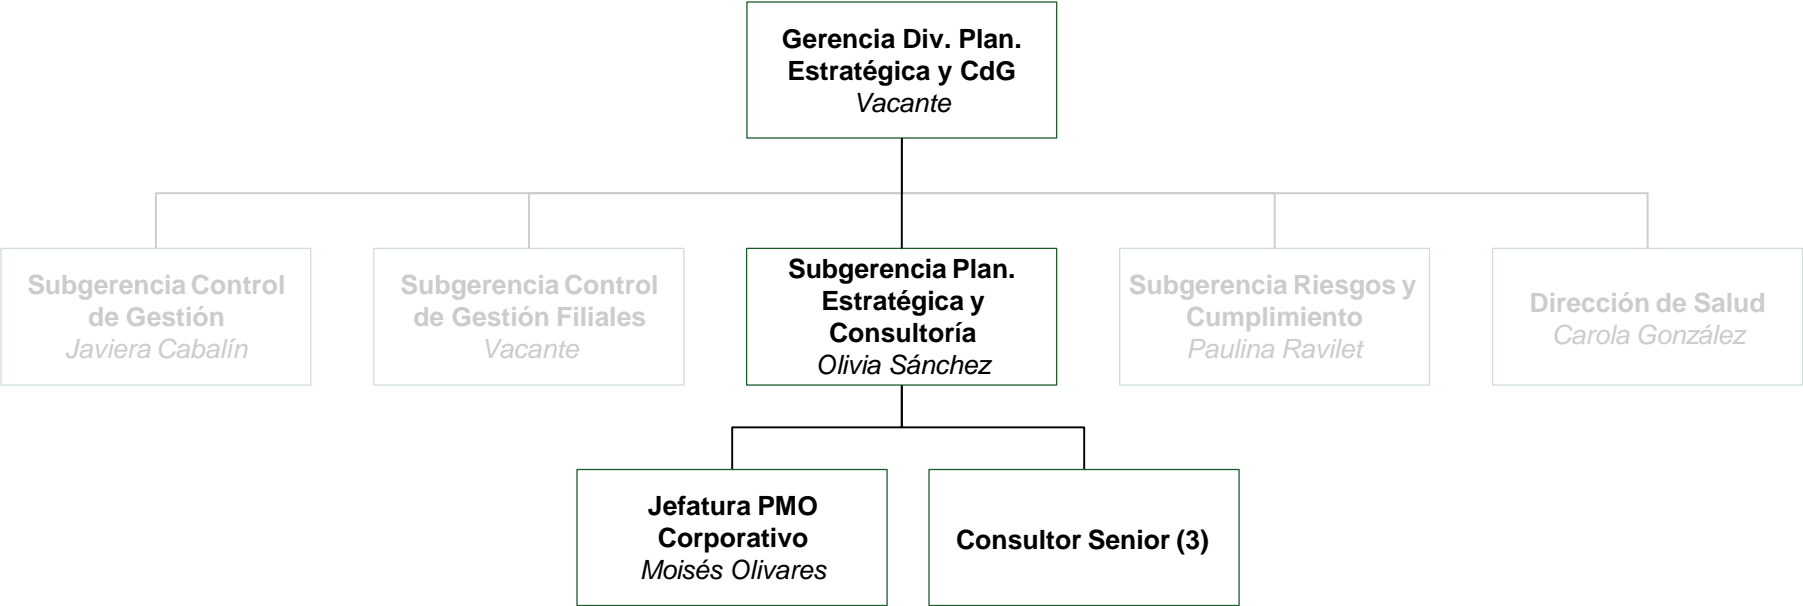 Gerencia Div. Plan.
Estratégica y CdG
Vacante
Subgerencia Control
de Gestión
Javiera Cabalín
Subgerencia Control
de Gestión Filiales
Vacante
Subgerencia Plan.
Estratégica y
Consultoría
Olivia Sánchez
Subgerencia Riesgos y
Cumplimiento
Paulina Ravilet
Dirección de Salud
Carola González
Jefatura PMO
Corporativo
Moisés Olivares
Consultor Senior (3)